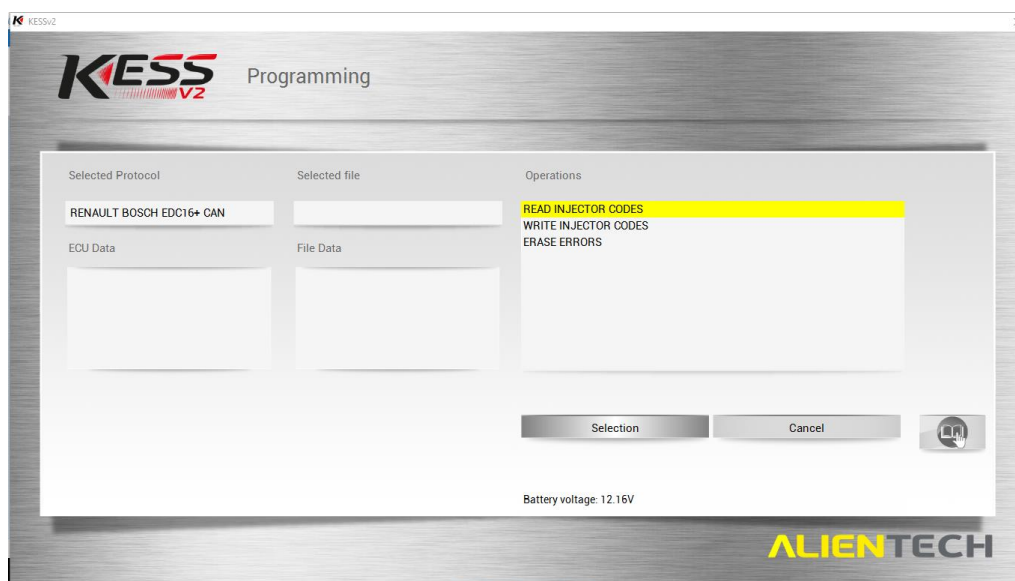 KESSv2
KESS V2
Programming
Selected Protocol
Selected file
Operations
RENAULT BOSCH EDC16+ CAN
READ INJECTOR CODES
WRITE INJECTOR CODES
ERASE ERRORS
ECU Data
File Data
Selection
Cancel
Battery voltage: 12.16V
ALIENTECH